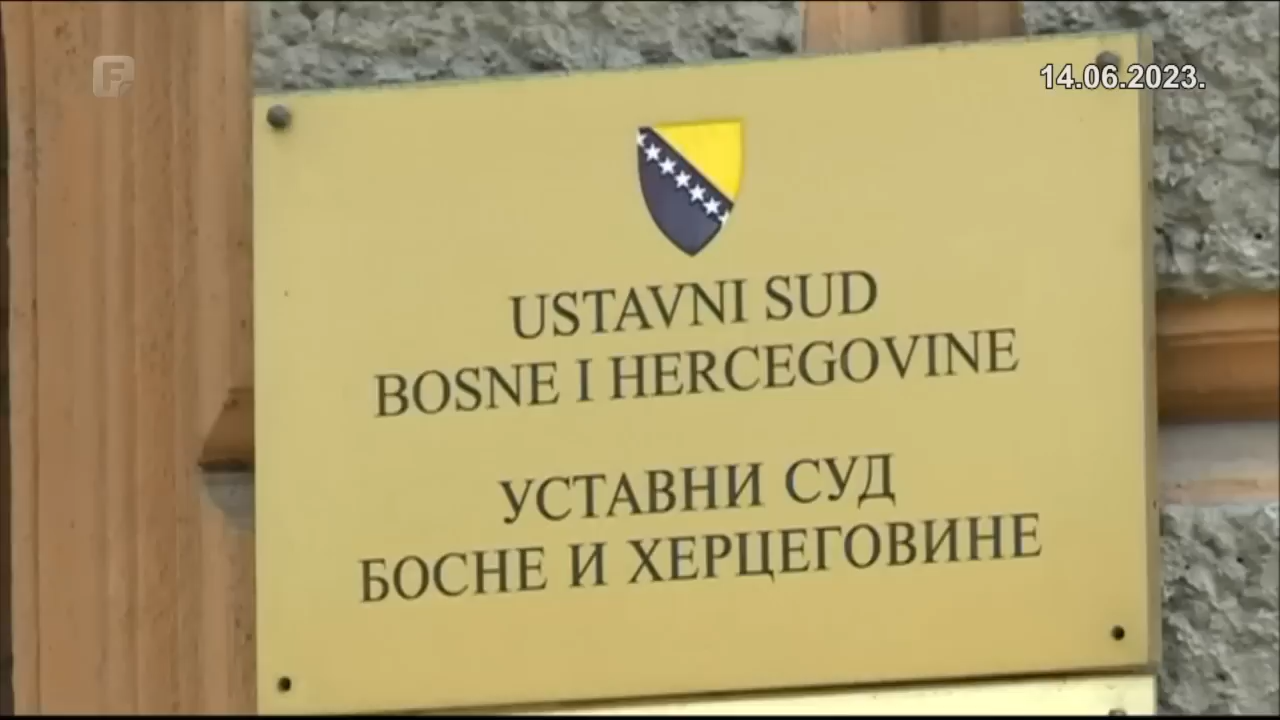 F
14.06.2023.
USTAVNI SUD
BOSNE I HERCEGOVINE
УСТАВНИ СУД
БОСНЕ И ХЕРЦЕГОВИНЕ